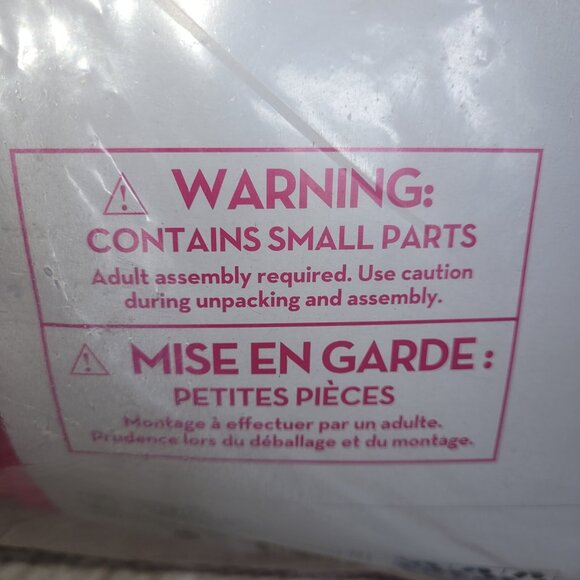 WARNING:
CONTAINS SMALL PARTS
Adult assembly required. Use caution
during unpacking and assembly.
MISE EN GARDE :
PETITES PIÈCES
Montage à effectuer par un adulte.
Prudence lors du déballage et du montage.